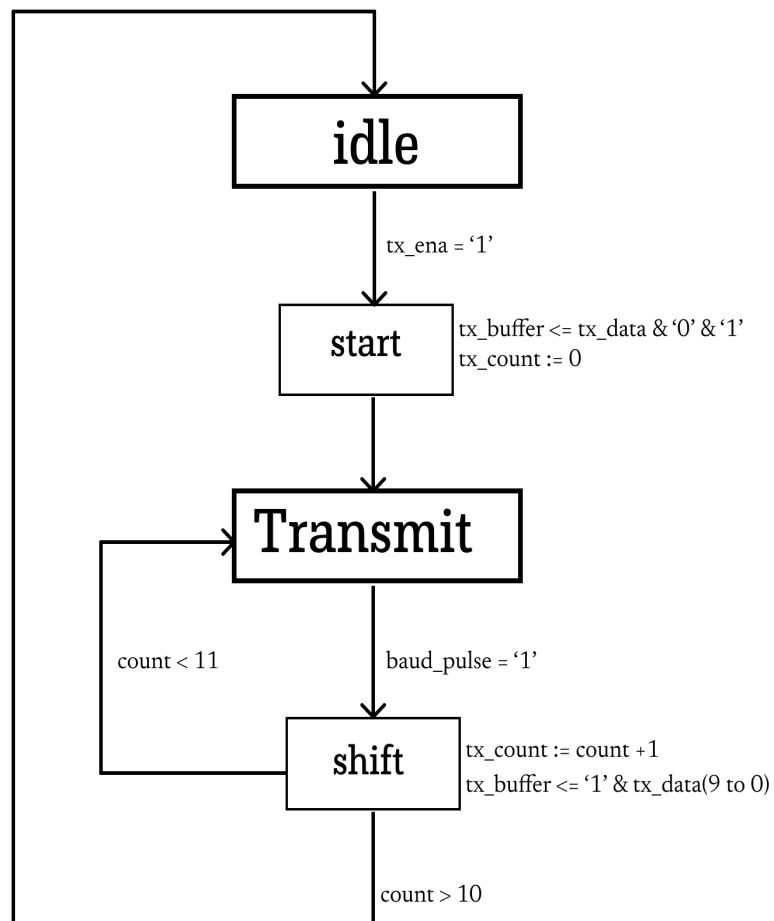 idle
tx_ena = ‘1’
start
tx_buffer <= tx_data & ‘0’ & ‘1’
tx_count := 0
Transmit
count < 11
baud_pulse = ‘1’
shift
tx_count := count +1
tx_buffer <= ‘1’ & tx_data(9 to 0)
count > 10